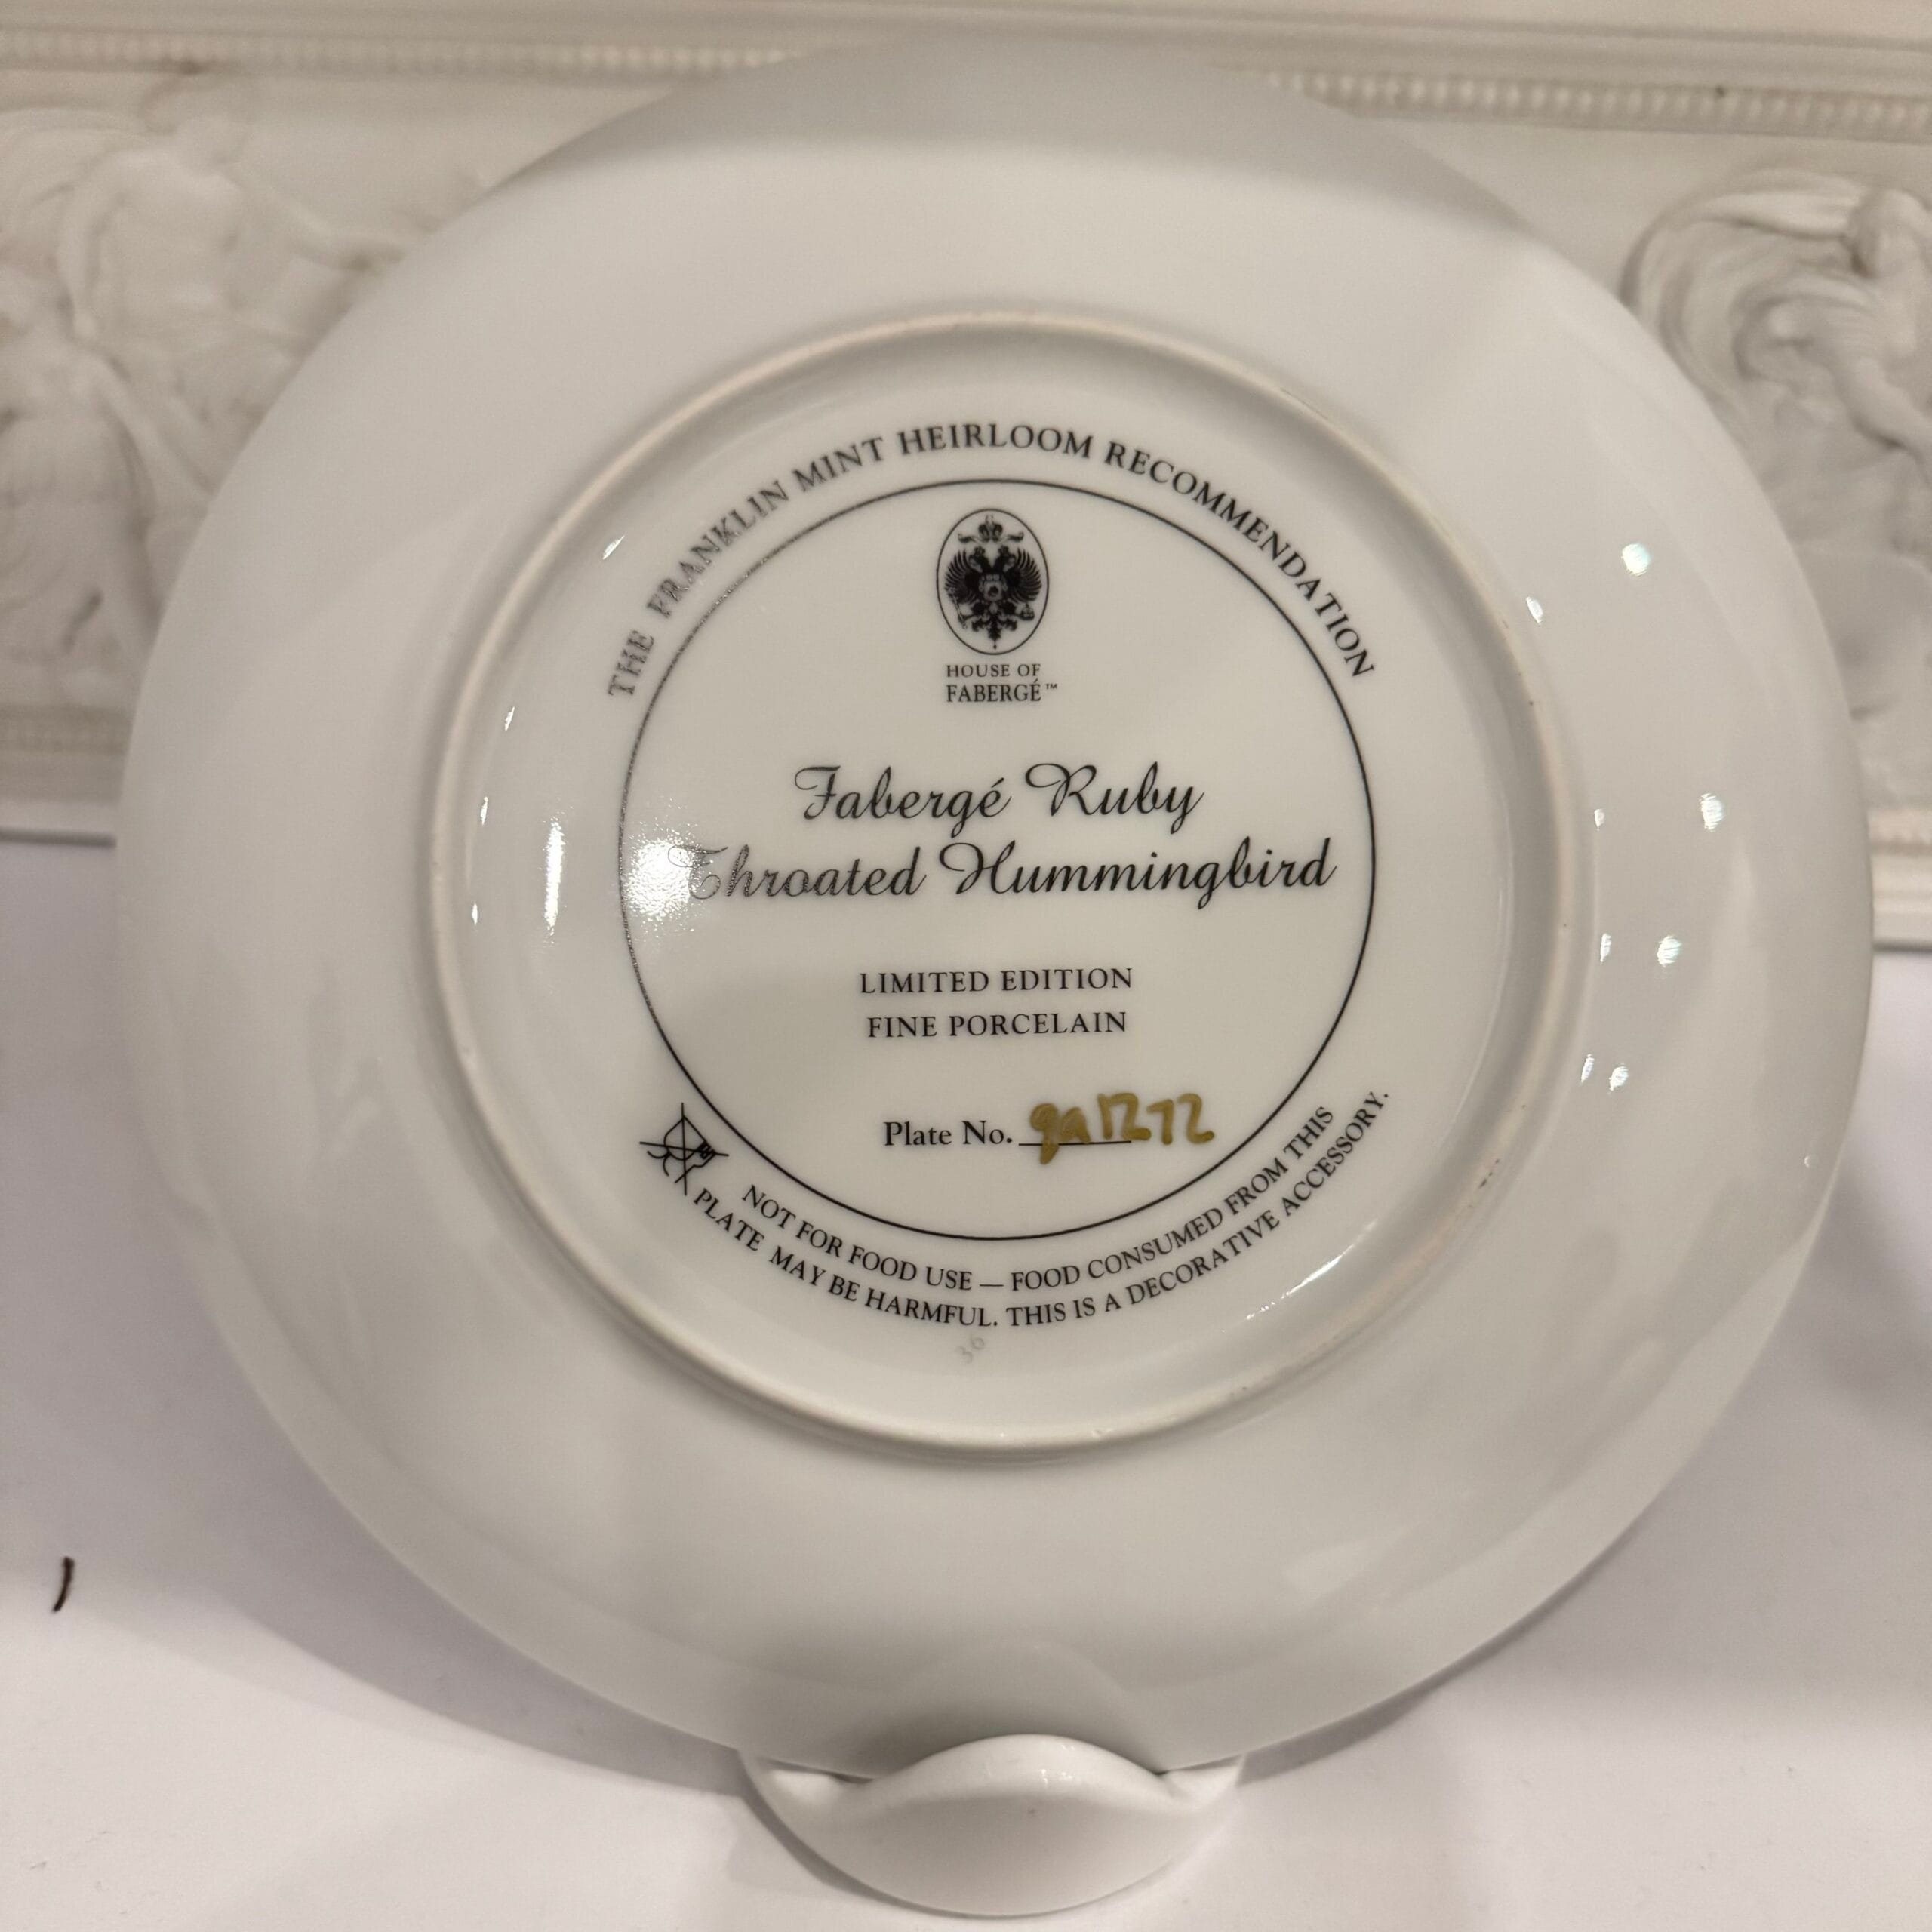 THE FRANKLIN MINT HEIRLOOM RECOMMENDATION
HOUSE OF
FABERGÉ™
Fabergé Ruby
Throated Hummingbird
LIMITED EDITION
FINE PORCELAIN
Plate No.
NOT FOR FOOD USE — FOOD CONSUMED FROM THIS
PLATE MAY BE HARMFUL. THIS IS A DECORATIVE ACCESSORY.
36